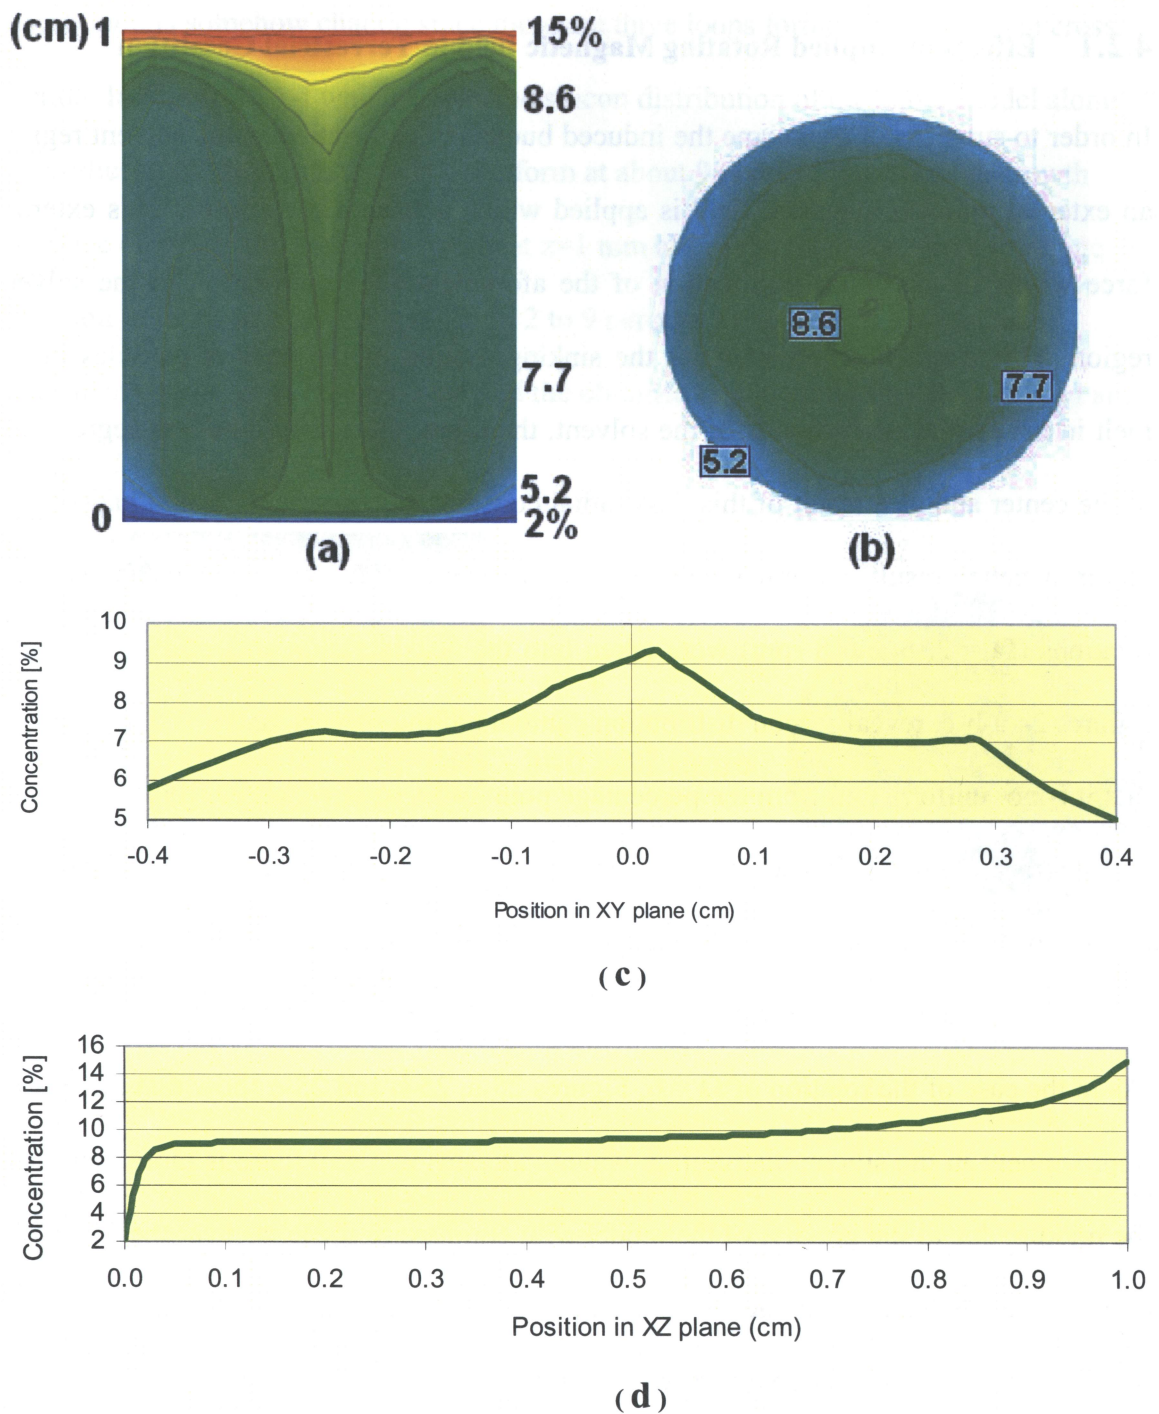 (cm) 1
15%
8.6
7.7
5.2
0
2%
(a)
8.6
7.7
5.2
(b)
Concentration [%]
10
9
8
7
6
5
-0.4 -0.3 -0.2 -0.1 0.0 0.1 0.2 0.3 0.4
Position in XY plane (cm)
( c )
Concentration [%]
16
14
12
10
8
6
4
2
0.0 0.1 0.2 0.3 0.4 0.5 0.6 0.7 0.8 0.9 1.0
Position in XZ plane (cm)
( d )